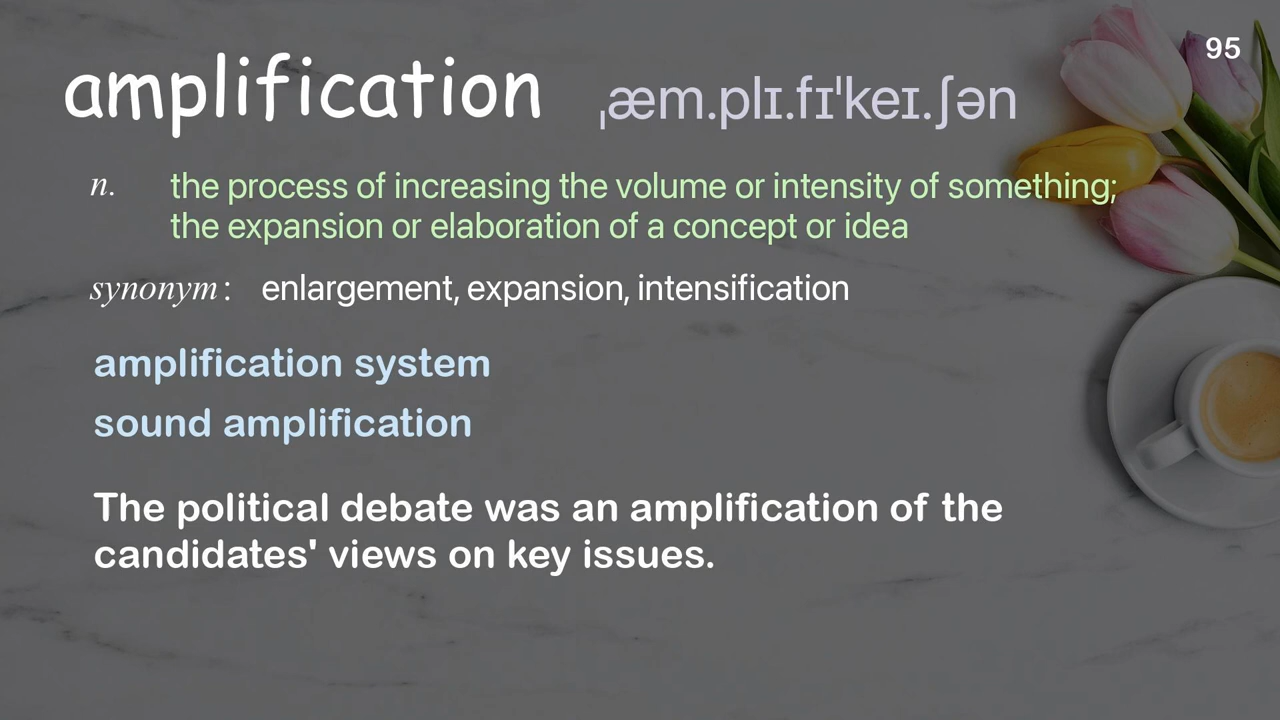 95
amplification ˌæm.plɪ.fɪˈkeɪ.ʃən
n. the process of increasing the volume or intensity of something;
the expansion or elaboration of a concept or idea
synonym: enlargement, expansion, intensification
amplification system
sound amplification
The political debate was an amplification of the
candidates' views on key issues.